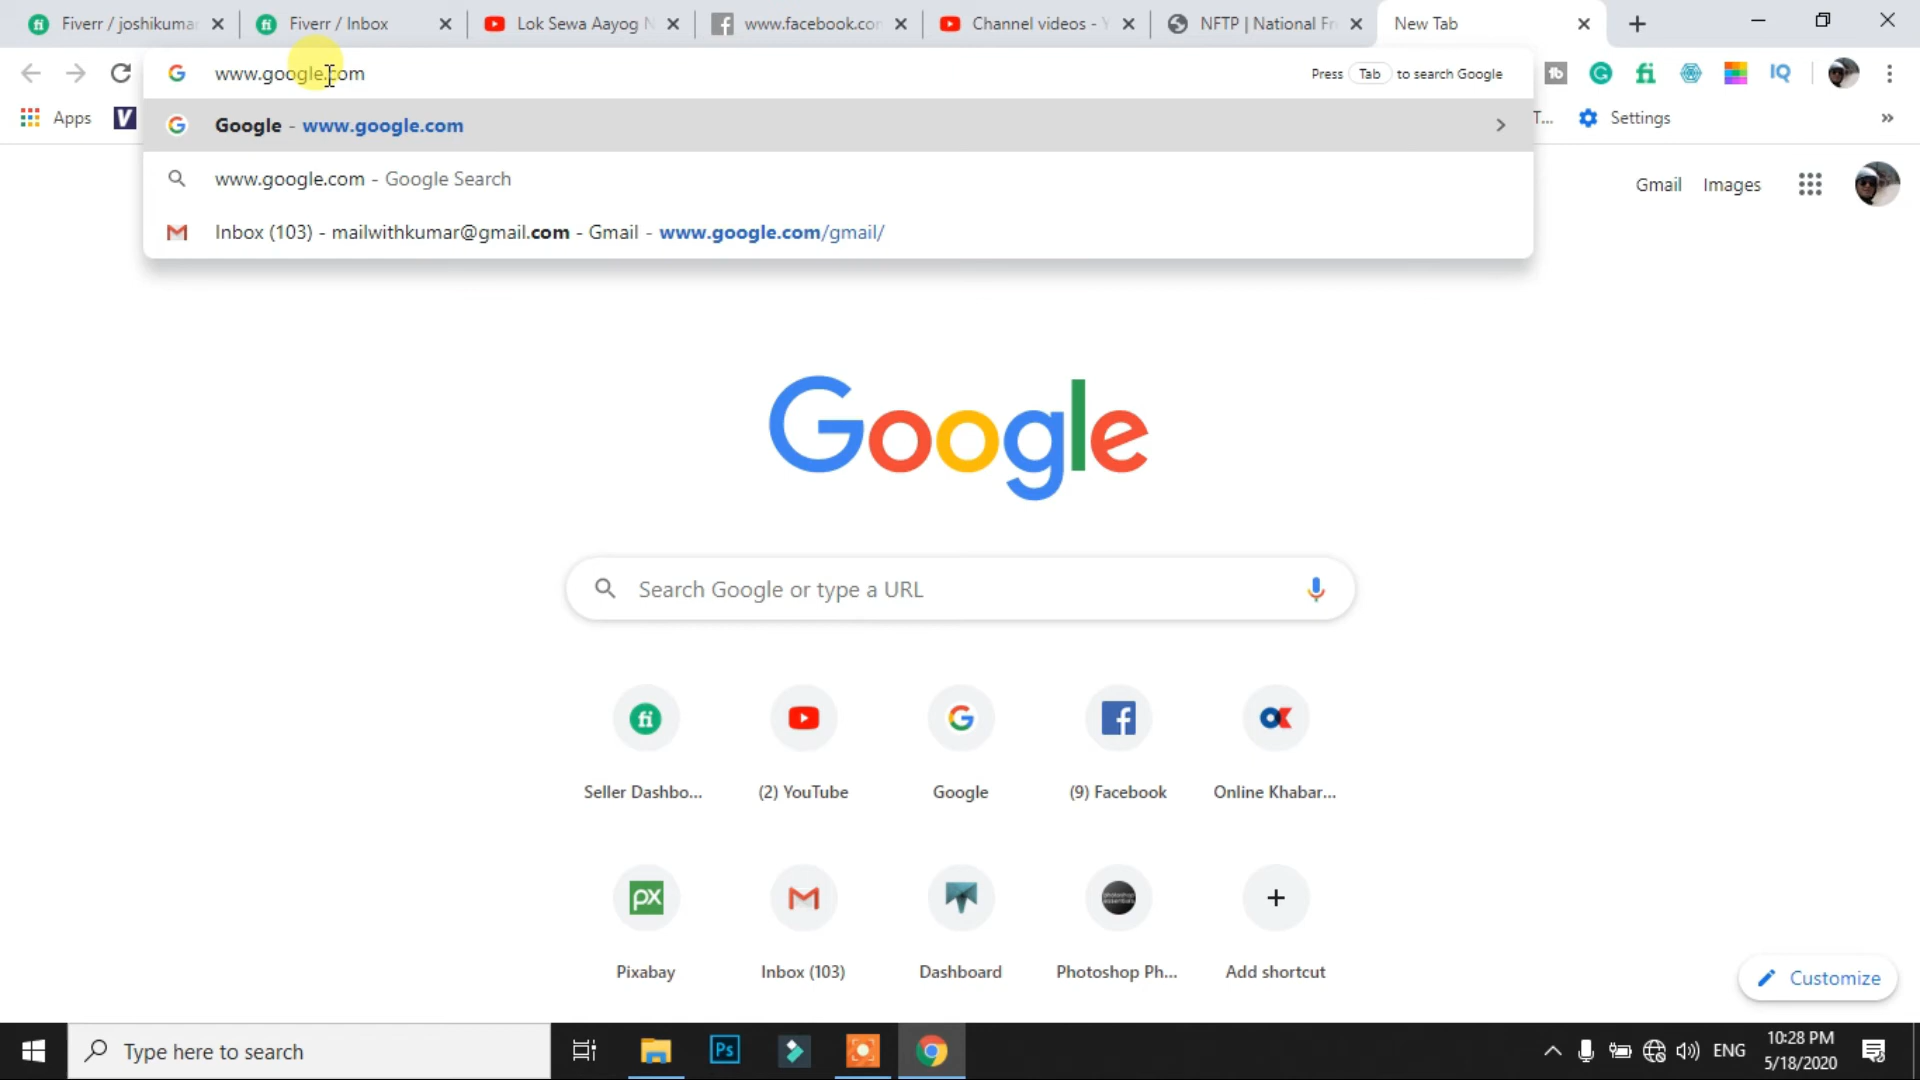 Fiverr / joshikumar
Fiverr / Inbox
Lok Sewa Aayog N
www.facebook.com
Channel videos - Y
NFTP | National Fr
New Tab
www.google.com
Press Tab to search Google
IQ
Apps
V
Google - www.google.com
T...
Settings
www.google.com - Google Search
Gmail
Images
Inbox (103) - mailwithkumar@gmail.com - Gmail - www.google.com/gmail/
Google
Search Google or type a URL
Seller Dashbo...
(2) YouTube
Google
(9) Facebook
Online Khabar...
Pixabay
Inbox (103)
Dashboard
Photoshop Ph...
Add shortcut
Customize
Type here to search
Ps
ENG
10:28 PM
5/18/2020